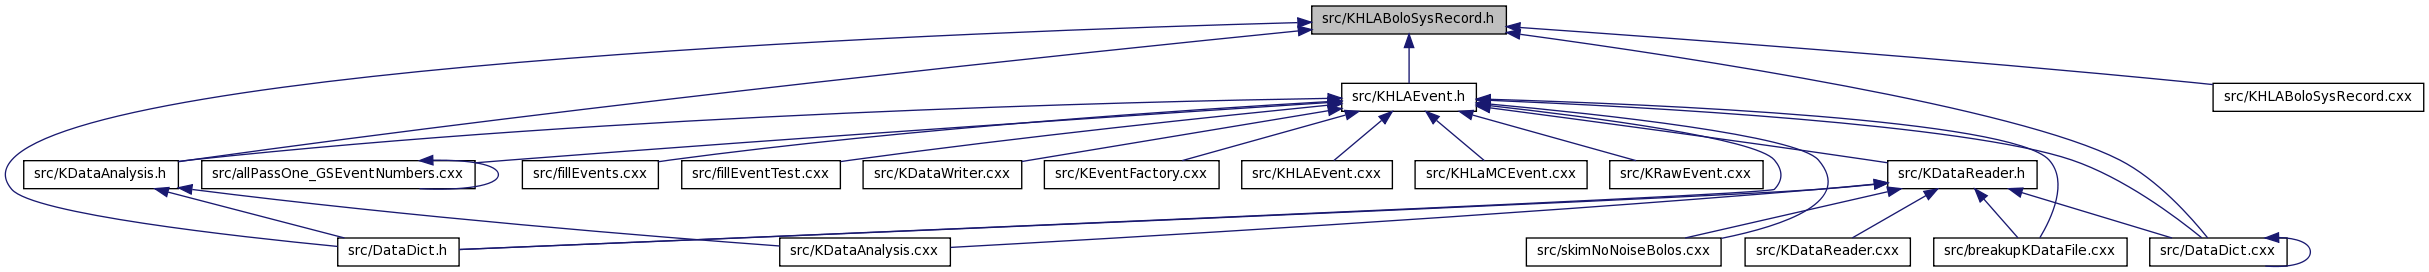 src/KHLABoloSysRecord.h
src/KHLAEvent.h
src/KHLABoloSysRecord.cxx
src/KDataAnalysis.h
src/allPassOne_GSEventNumbers.cxx
src/fillEvents.cxx
src/fillEventTest.cxx
src/KDataWriter.cxx
src/KEventFactory.cxx
src/KHLAEvent.cxx
src/KHLaMCEvent.cxx
src/KRawEvent.cxx
src/KDataReader.h
src/DataDict.h
src/KDataAnalysis.cxx
src/skimNoNoiseBolos.cxx
src/KDataReader.cxx
src/breakupKDataFile.cxx
src/DataDict.cxx